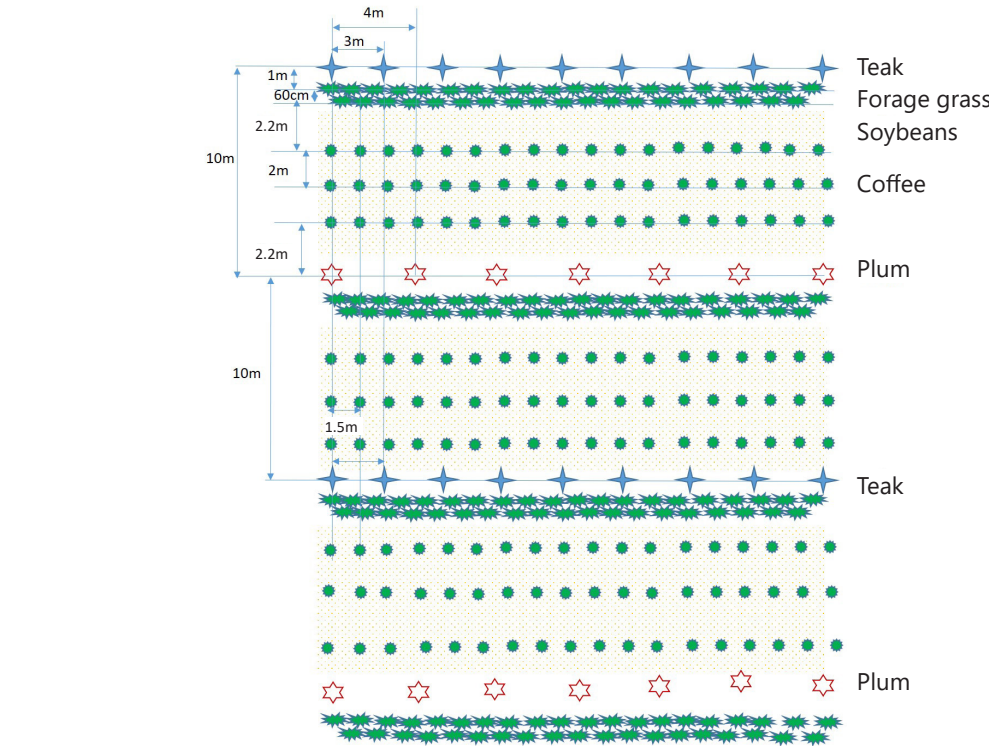 4m
3m
Teak
1m
Forage grass
60cm
Soybeans
2.2m
10m
2m
Coffee
2.2m
Plum
10m
1.5m
Teak
Plum